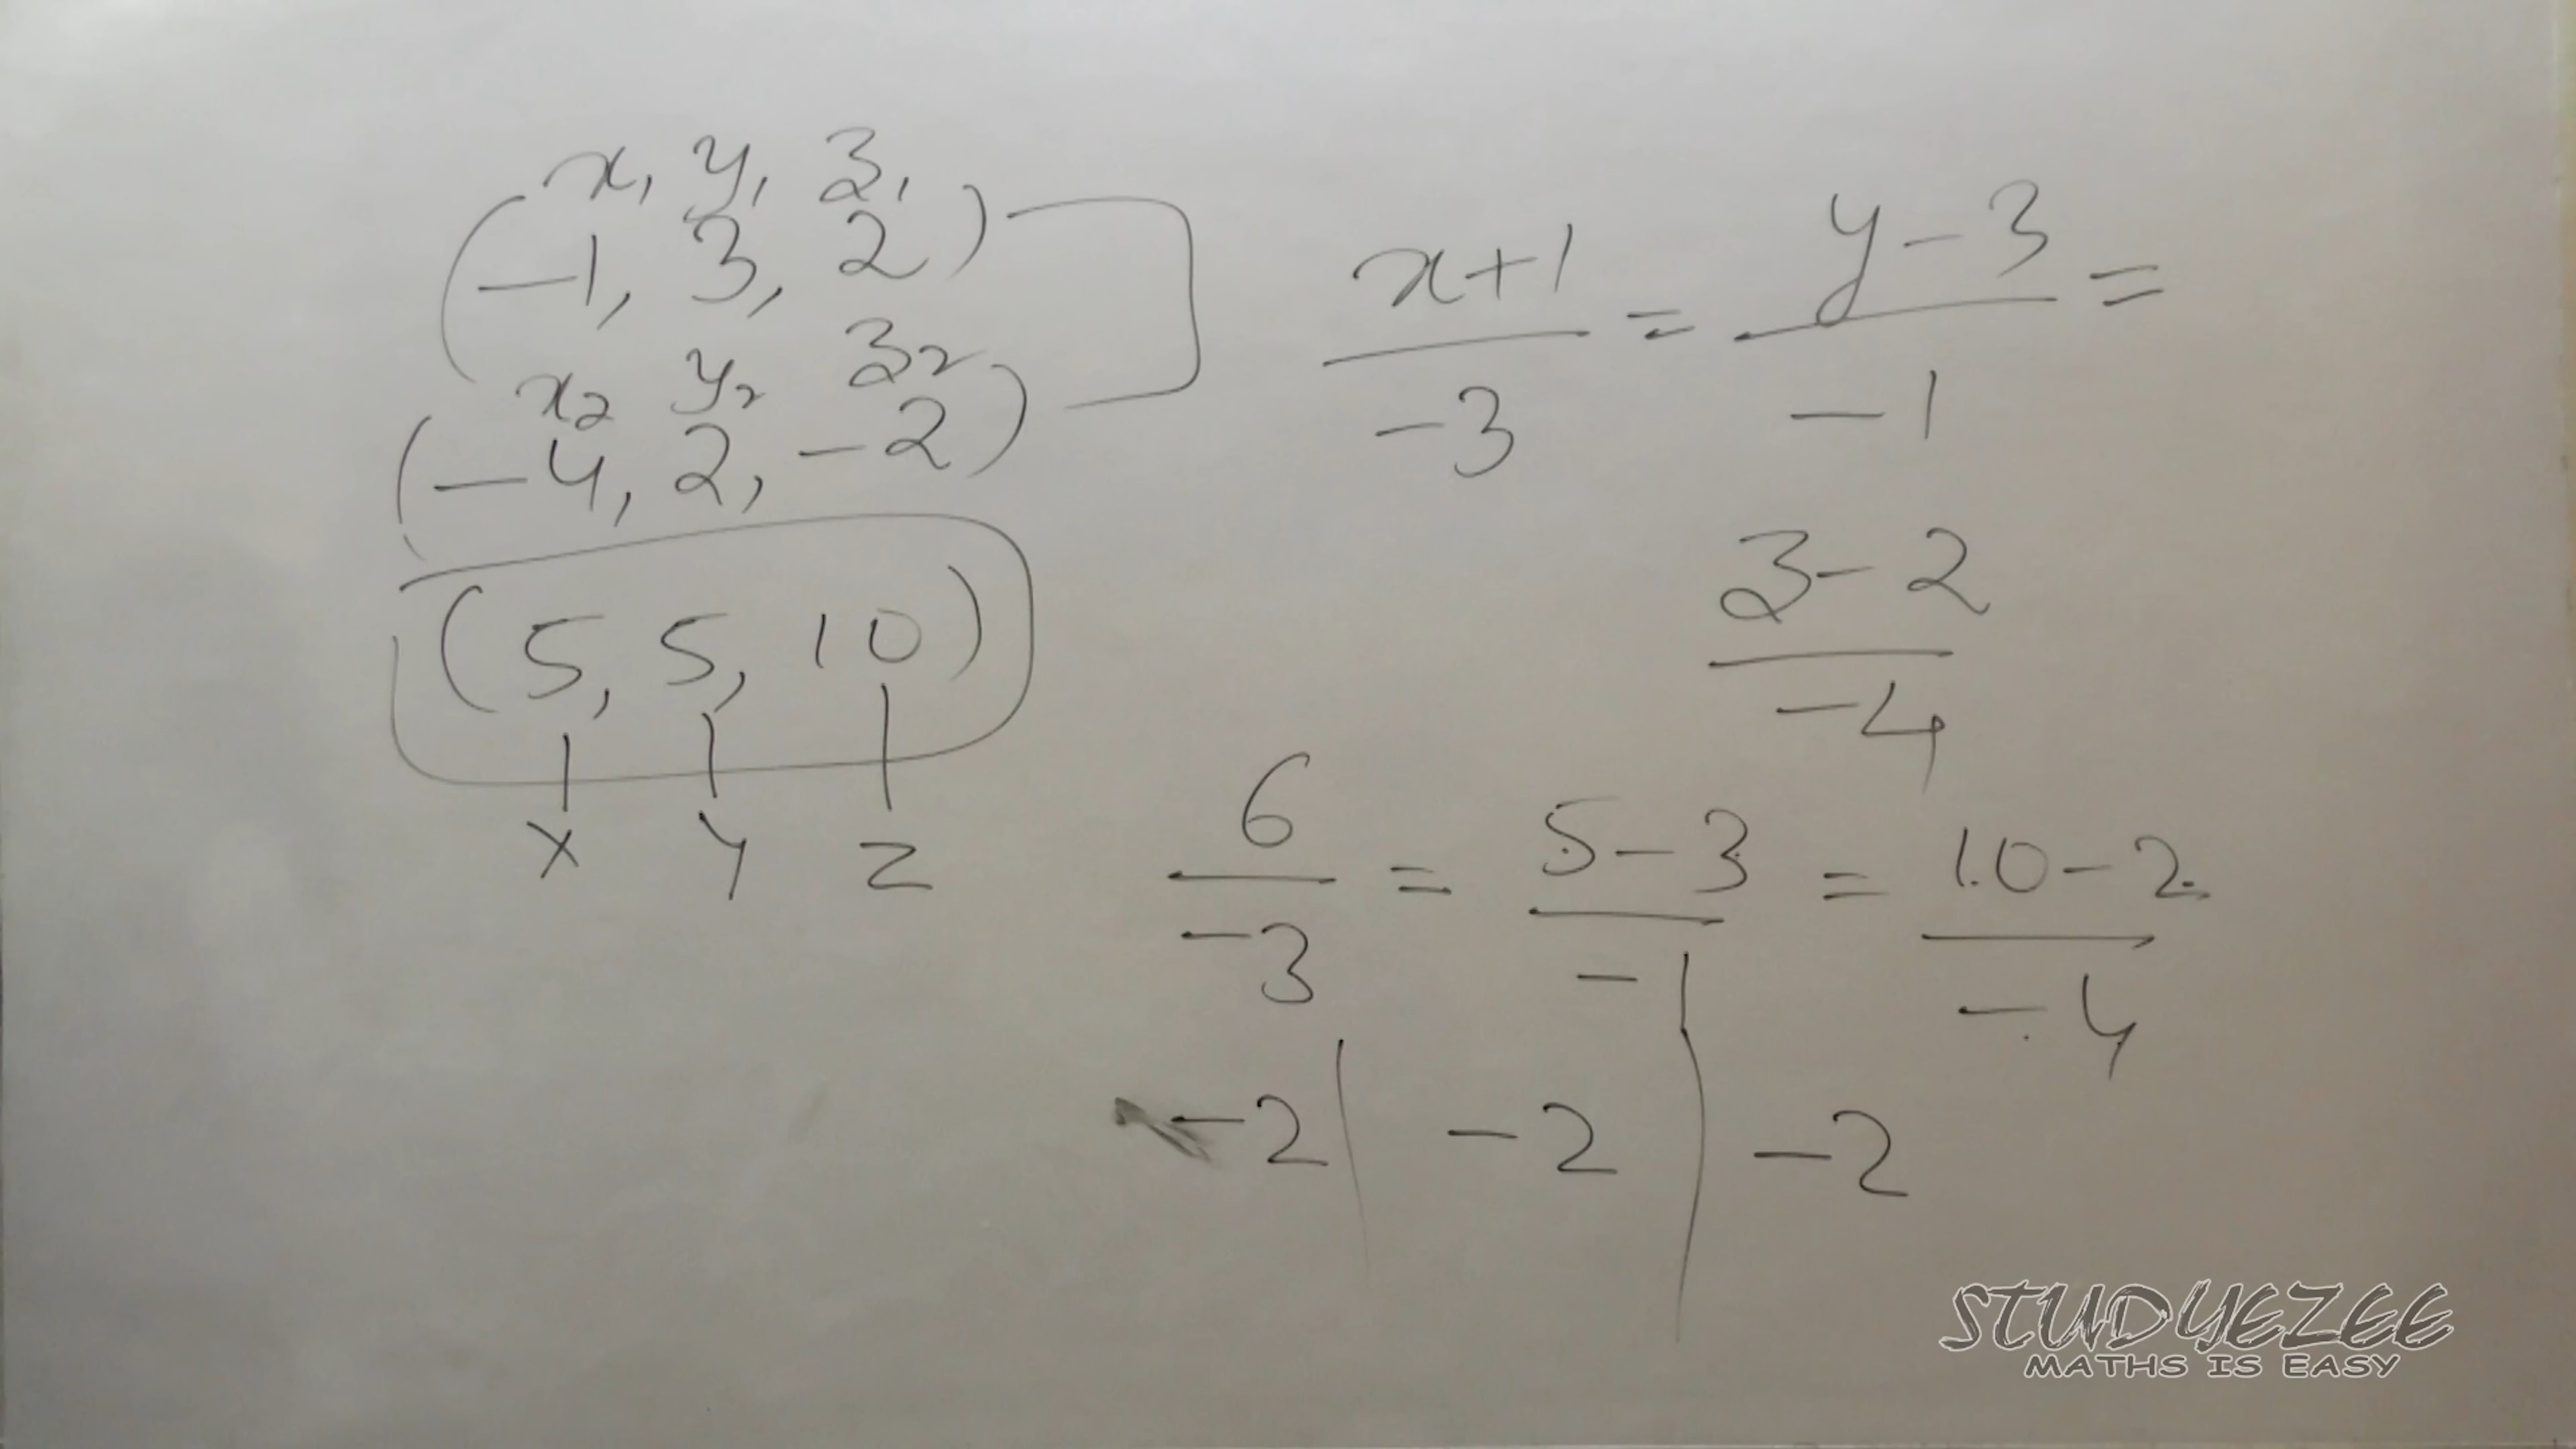 x₁ y₁ z₁
(-1, 3, 2)
x₂ y₂ z₂
(-4, 2, -2)
(5, 5, 10)
x y z
x+1 = y-3 =
-3 -1
z-2
-4
6 = 5-3 = 10-2
-3 -1 -4
-2 | -2 | -2
STUDYEZEE
MATHS IS EASY